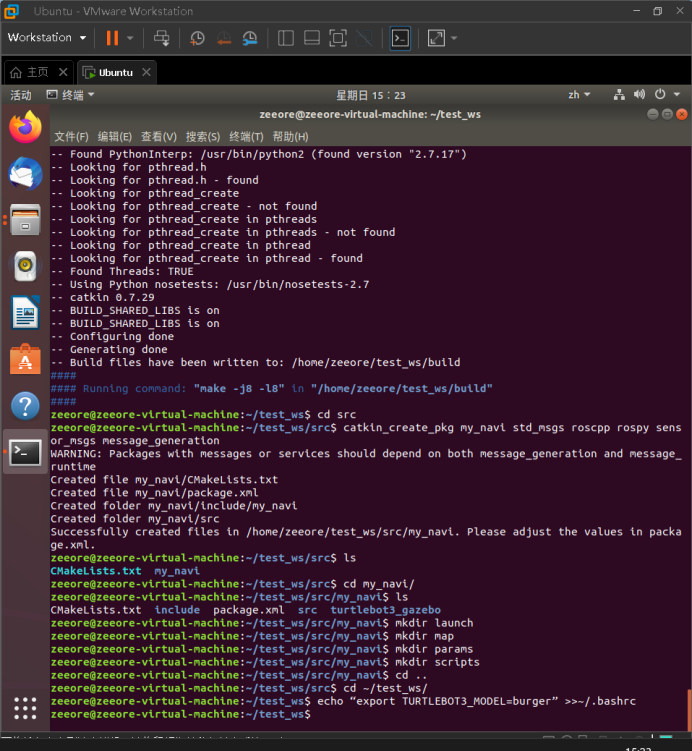 Ubuntu - VMware Workstation
Workstation
主页
Ubuntu
活动
终端
星期日 15：23
zh
zeeore@zeeore-virtual-machine: ~/test_ws
文件(F) 编辑(E) 查看(V) 搜索(S) 终端(T) 帮助(H)
-- Found PythonInterp: /usr/bin/python2 (found version "2.7.17")
-- Looking for pthread.h
-- Looking for pthread.h - found
-- Looking for pthread_create
-- Looking for pthread_create - not found
-- Looking for pthread_create in pthreads
-- Looking for pthread_create in pthreads - not found
-- Looking for pthread_create in pthread
-- Looking for pthread_create in pthread - found
-- Found Threads: TRUE
-- Using Python nosetests: /usr/bin/nosetests-2.7
-- catkin 0.7.29
-- BUILD_SHARED_LIBS is on
-- BUILD_SHARED_LIBS is on
-- Configuring done
-- Generating done
-- Build files have been written to: /home/zeeore/test_ws/build
####
#### Running command: "make -j8 -l8" in "/home/zeeore/test_ws/build"
####
zeeore@zeeore-virtual-machine:~/test_ws$ cd src
zeeore@zeeore-virtual-machine:~/test_ws/src$ catkin_create_pkg my_navi std_msgs roscpp rospy sens
or_msgs message_generation
WARNING: Packages with messages or services should depend on both message_generation and message_
runtime
Created file my_navi/CMakeLists.txt
Created file my_navi/package.xml
Created folder my_navi/include/my_navi
Created folder my_navi/src
Successfully created files in /home/zeeore/test_ws/src/my_navi. Please adjust the values in packa
ge.xml.
zeeore@zeeore-virtual-machine:~/test_ws/src$ ls
CMakeLists.txt my_navi
zeeore@zeeore-virtual-machine:~/test_ws/src$ cd my_navi/
zeeore@zeeore-virtual-machine:~/test_ws/src/my_navi$ ls
CMakeLists.txt include package.xml src turtlebot3_gazebo
zeeore@zeeore-virtual-machine:~/test_ws/src/my_navi$ mkdir launch
zeeore@zeeore-virtual-machine:~/test_ws/src/my_navi$ mkdir map
zeeore@zeeore-virtual-machine:~/test_ws/src/my_navi$ mkdir params
zeeore@zeeore-virtual-machine:~/test_ws/src/my_navi$ mkdir scripts
zeeore@zeeore-virtual-machine:~/test_ws/src/my_navi$ cd ..
zeeore@zeeore-virtual-machine:~/test_ws/src$ cd ~/test_ws/
zeeore@zeeore-virtual-machine:~/test_ws$ echo “export TURTLEBOT3_MODEL=burger” >>~/.bashrc
zeeore@zeeore-virtual-machine:~/test_ws$